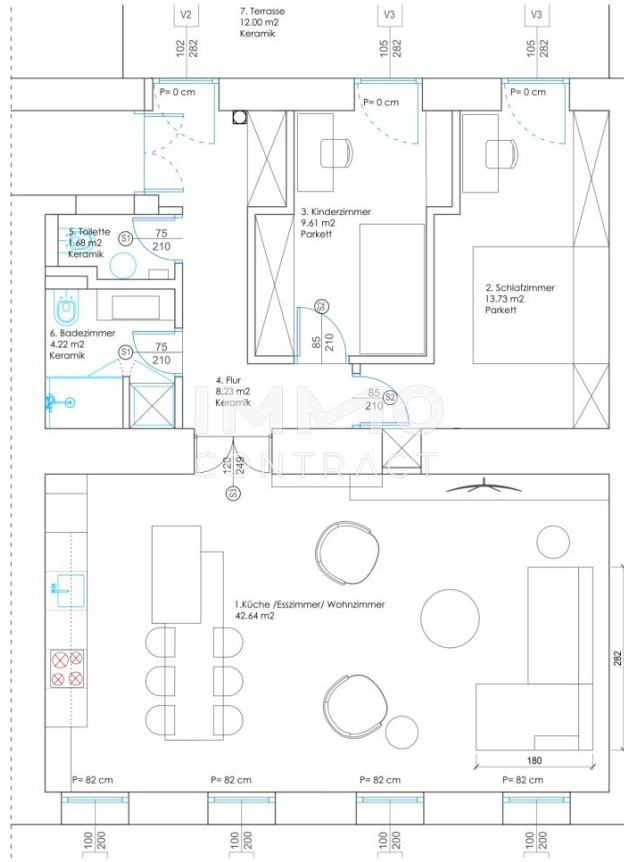 V2
V3
V3
7. Terrasse
12.00 m2
Keramik
102
282
105
282
105
282
P= 0 cm
P= 0 cm
P= 0 cm
3. Kinderzimmer
9.61 m2
Parkett
5. Toilette
1.68 m2
Keramik
S1
75
210
2. Schlafzimmer
13.73 m2
Parkett
6. Badezimmer
4.22 m2
Keramik
S1
75
210
S2
85
210
4. Flur
8.23 m2
Keramik
85
210
S2
IMMO
CONTRACT
120
249
S3
1.Küche /Esszimmer/ Wohnzimmer
42.64 m2
282
180
P= 82 cm
P= 82 cm
P= 82 cm
P= 82 cm
100
200
100
200
100
200
100
200